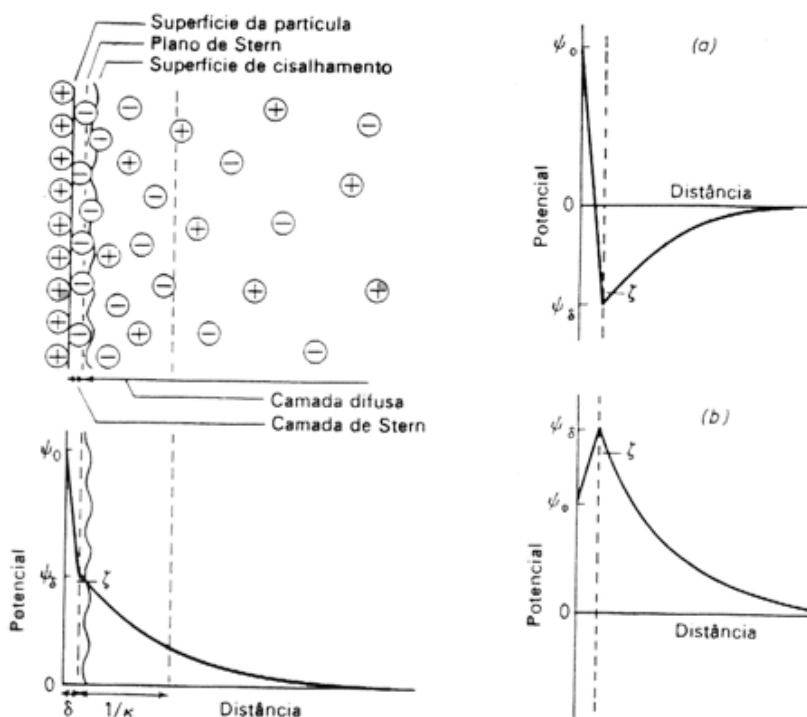 Superfície da partícula
Plano de Stern
Superfície de cisalhamento
Camada difusa
Camada de Stern
ψ₀
ψδ
ζ
0
Potencial
δ
1/κ
Distância
(a)
ψ₀
Distância
0
Potencial
ζ
ψδ
(b)
ψδ
ζ
ψ₀
Potencial
0
Distância